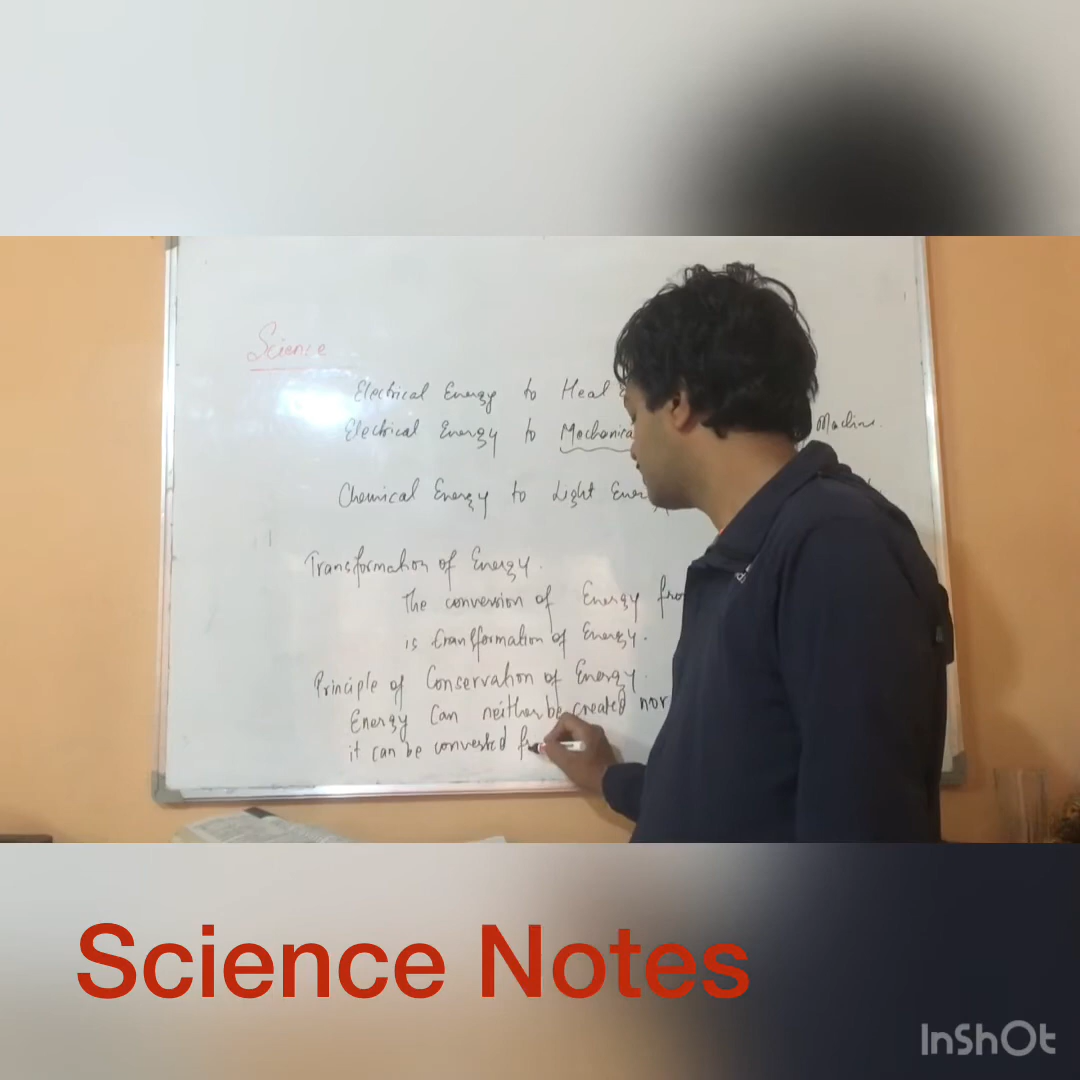 Science
Electrical Energy to Heat
Electrical Energy to Mechanica Machine.
Chemical Energy to Light Ener
Transformation of Energy.
The conversion of Energy fro
is transformation of Energy.
Principle of Conservation of Energy.
Energy Can neither be created nor
it can be converted fr
Science Notes
InShOt